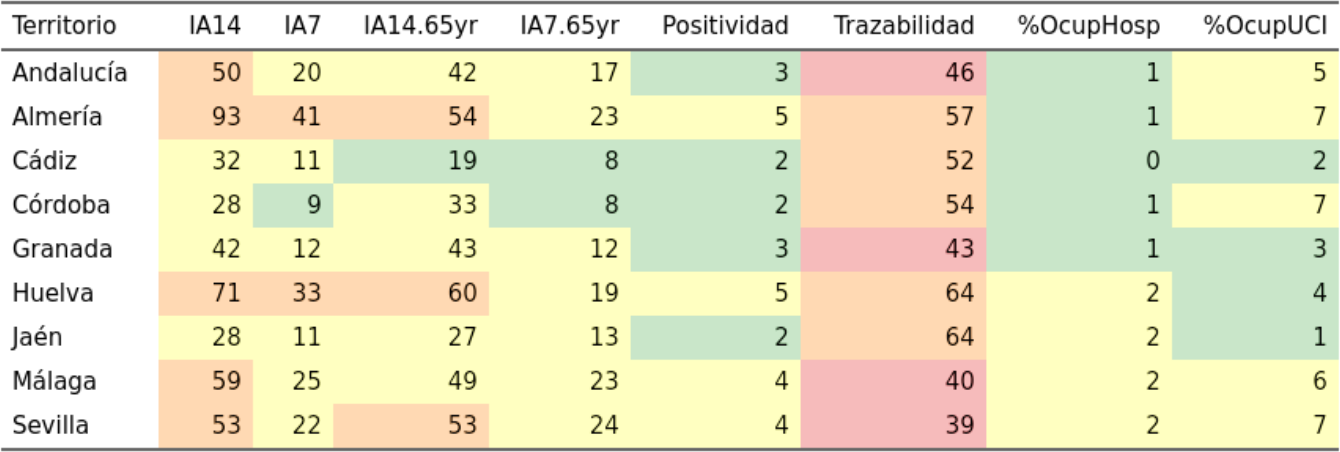 Territorio IA14 IA7 IA14.65yr IA7.65yr Positividad Trazabilidad %OcupHosp %OcupUCI
Andalucía 50 20 42 17 3 46 1 5
Almería 93 41 54 23 5 57 1 7
Cádiz 32 11 19 8 2 52 0 2
Córdoba 28 9 33 8 2 54 1 7
Granada 42 12 43 12 3 43 1 3
Huelva 71 33 60 19 5 64 2 4
Jaén 28 11 27 13 2 64 2 1
Málaga 59 25 49 23 4 40 2 6
Sevilla 53 22 53 24 4 39 2 7